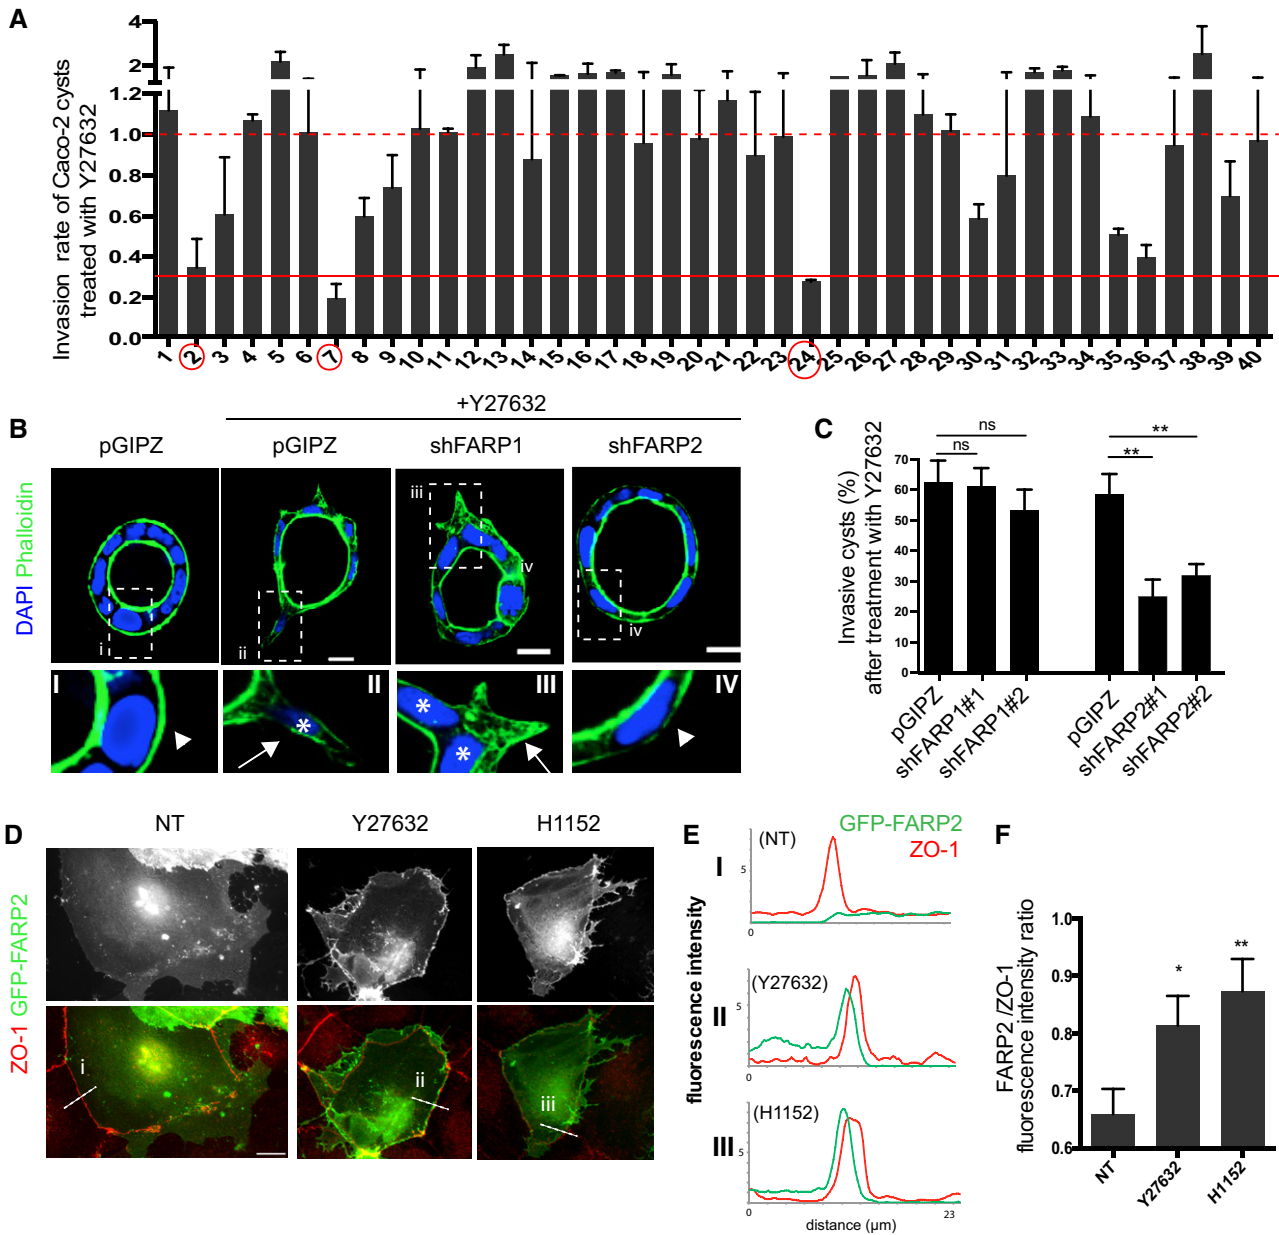 A
Invasion rate of Caco-2 cysts
treated with Y27632
4
2
1.2
1.0
0.8
0.6
0.4
0.2
0.0
1 2 3 4 5 6 7 8 9 10 11 12 13 14 15 16 17 18 19 20 21 22 23 24 25 26 27 28 29 30 31 32 33 34 35 36 37 38 39 40
B
+Y27632
pGIPZ pGIPZ shFARP1 shFARP2
DAPI Phalloidin
i ii iii iv iv
I II III IV
* * *
C
Invasive cysts (%)
after treatment with Y27632
70
60
50
40
30
20
10
0
ns
ns
**
**
pGIPZ shFARP1#1 shFARP1#2 pGIPZ shFARP2#1 shFARP2#2
D
NT Y27632 H1152
ZO-1 GFP-FARP2
i ii iii
E
GFP-FARP2
ZO-1
fluorescence intensity
I (NT)
5
0
II (Y27632)
5
0
III (H1152)
5
0 23
distance (µm)
F
FARP2 /ZO-1
fluorescence intensity ratio
1.0
0.9
0.8
0.7
0.6
* **
NT Y27632 H1152